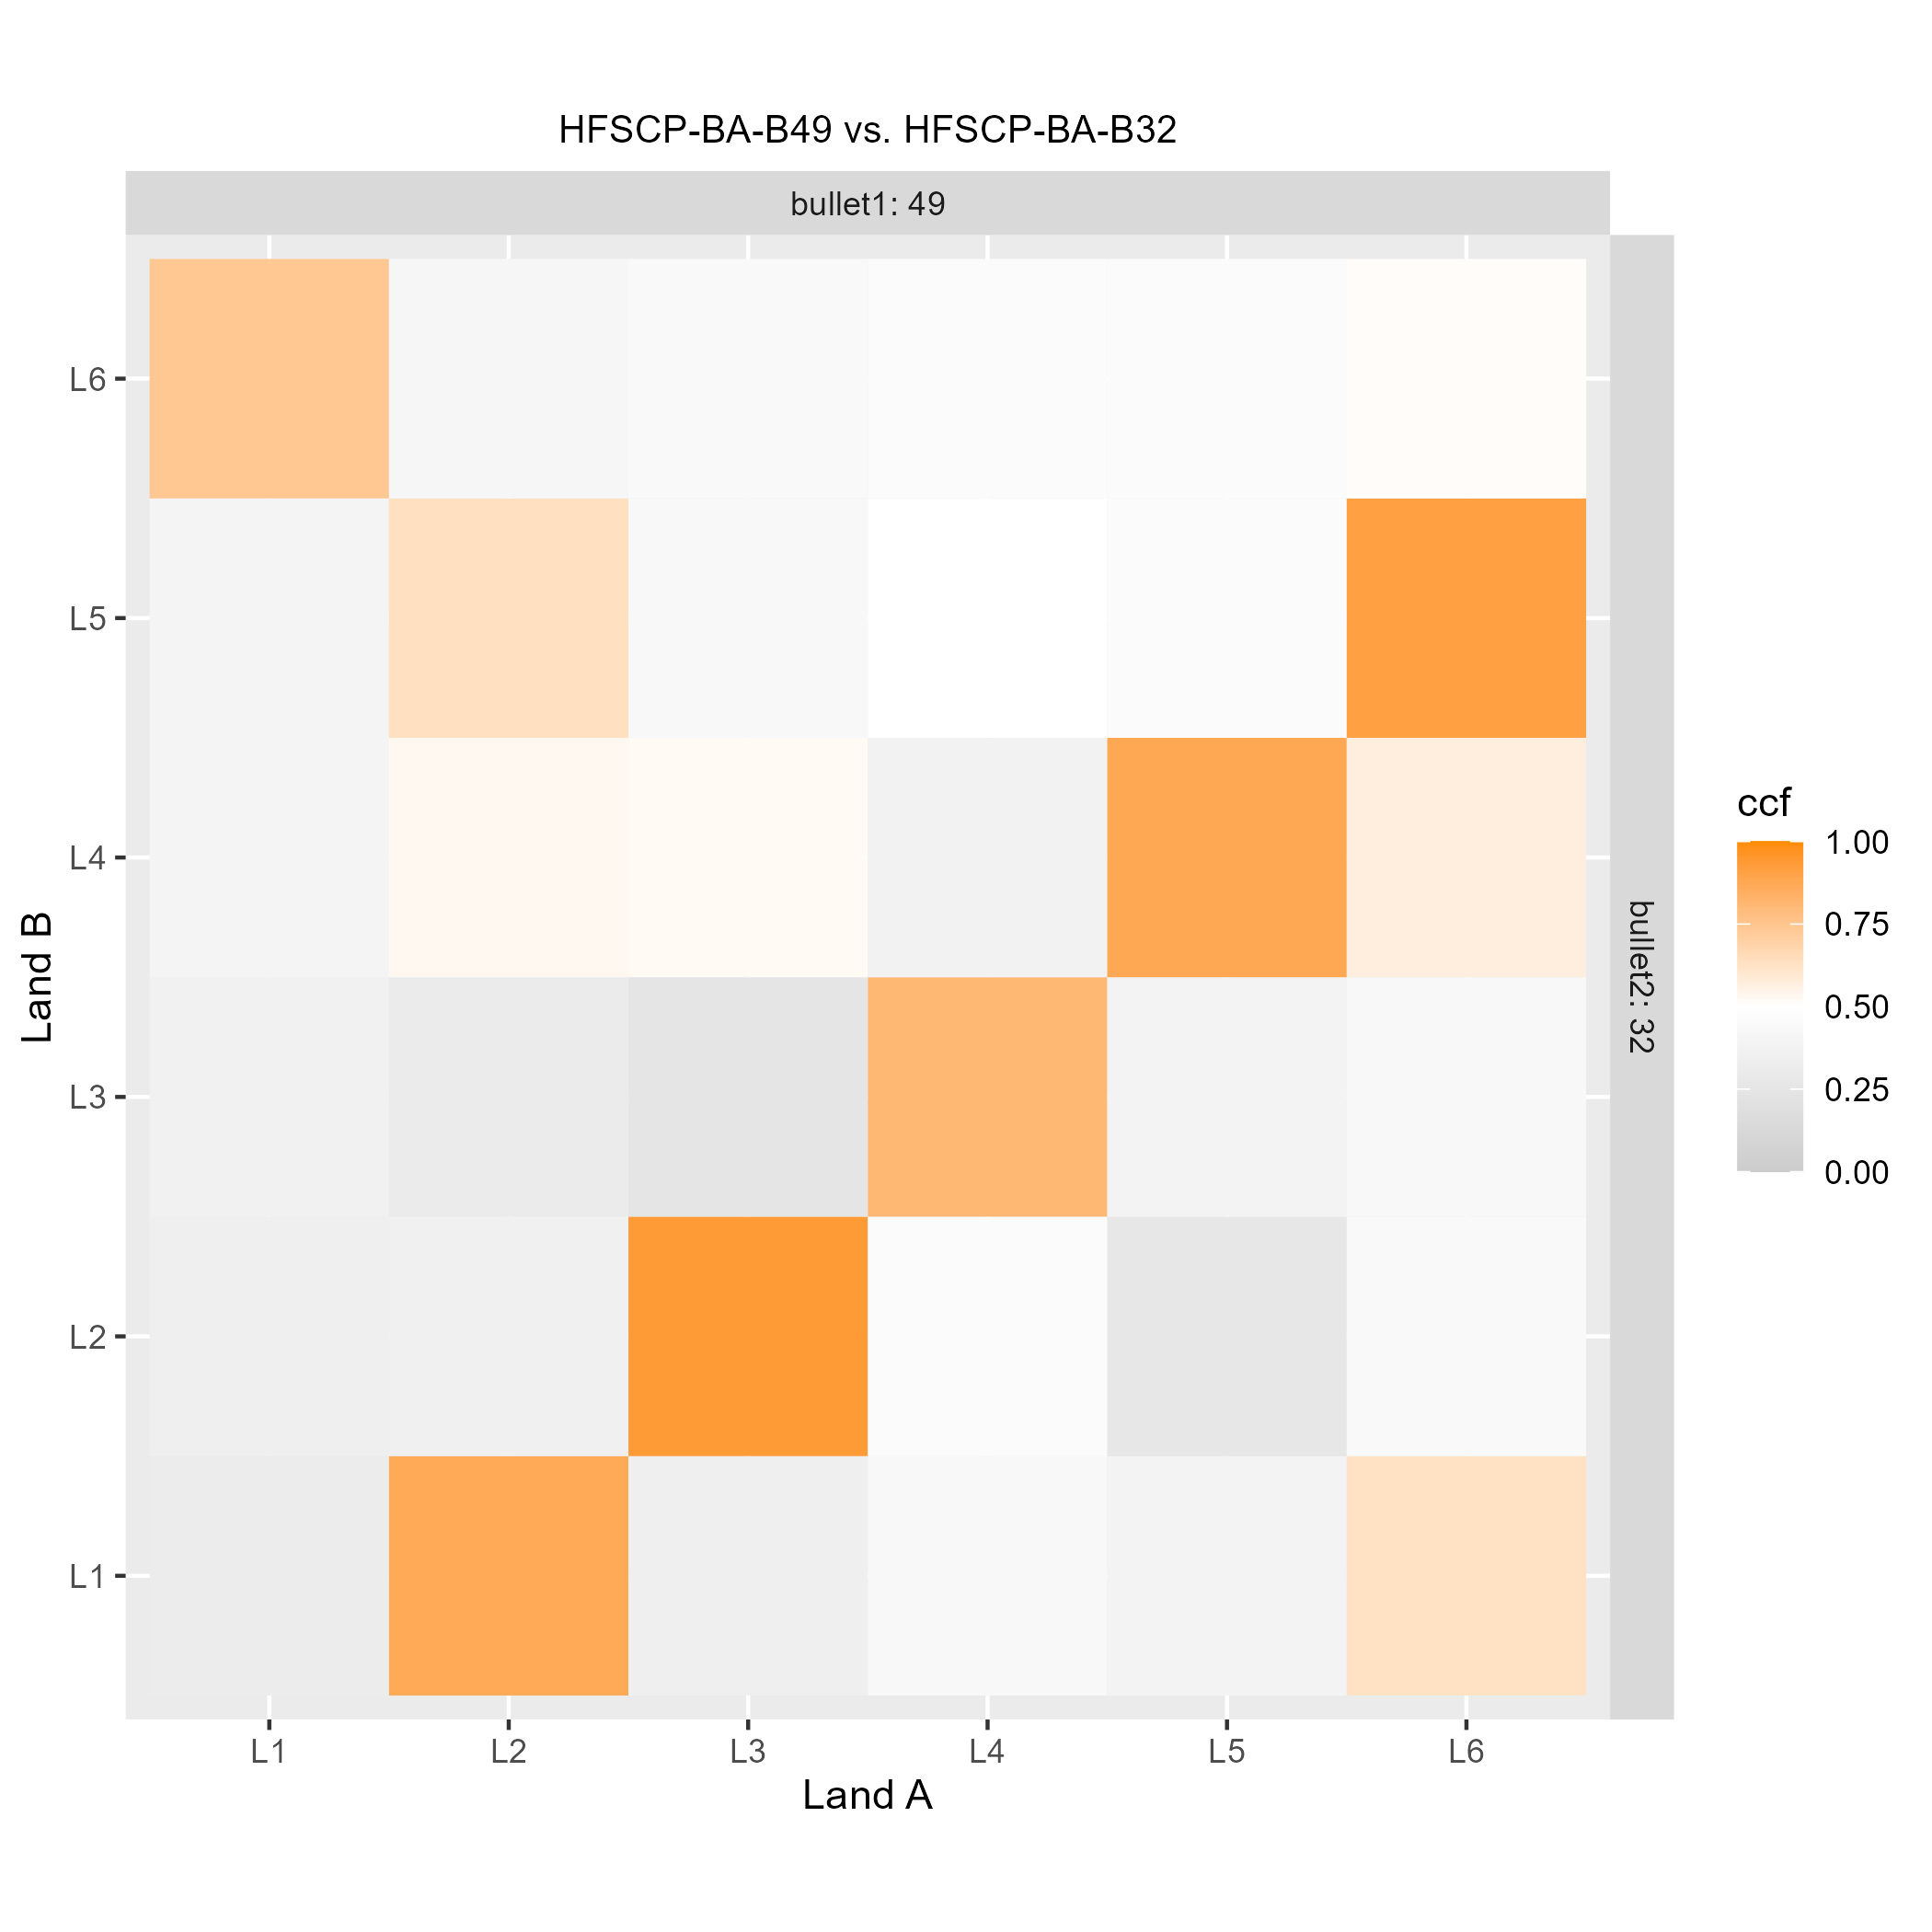 HFSCP-BA-B49 vs. HFSCP-BA-B32
bullet1: 49
L6
L5
L4
L3
L2
L1
Land B
bullet2: 32
ccf
1.00
0.75
0.50
0.25
0.00
L1
L2
L3
L4
L5
L6
Land A